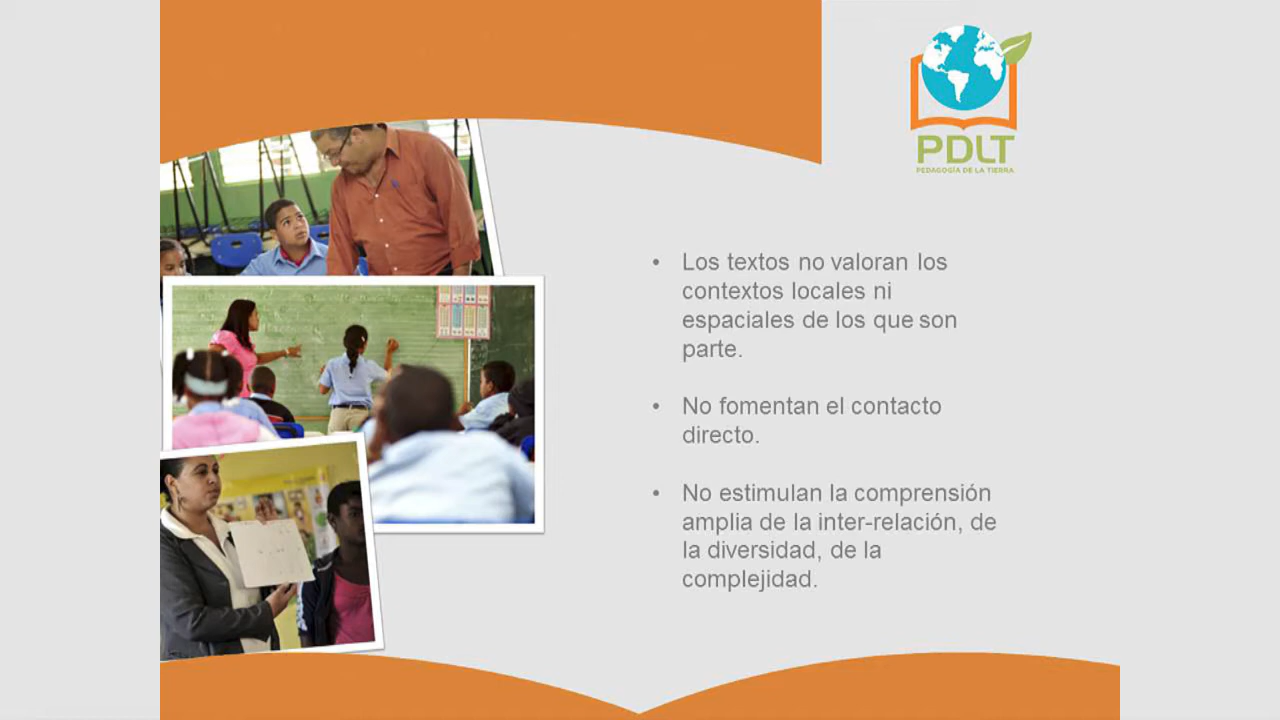 PDLT
PEDAGOGÍA DE LA TIERRA
• Los textos no valoran los
contextos locales ni
espaciales de los que son
parte.
• No fomentan el contacto
directo.
• No estimulan la comprensión
amplia de la inter-relación, de
la diversidad, de la
complejidad.